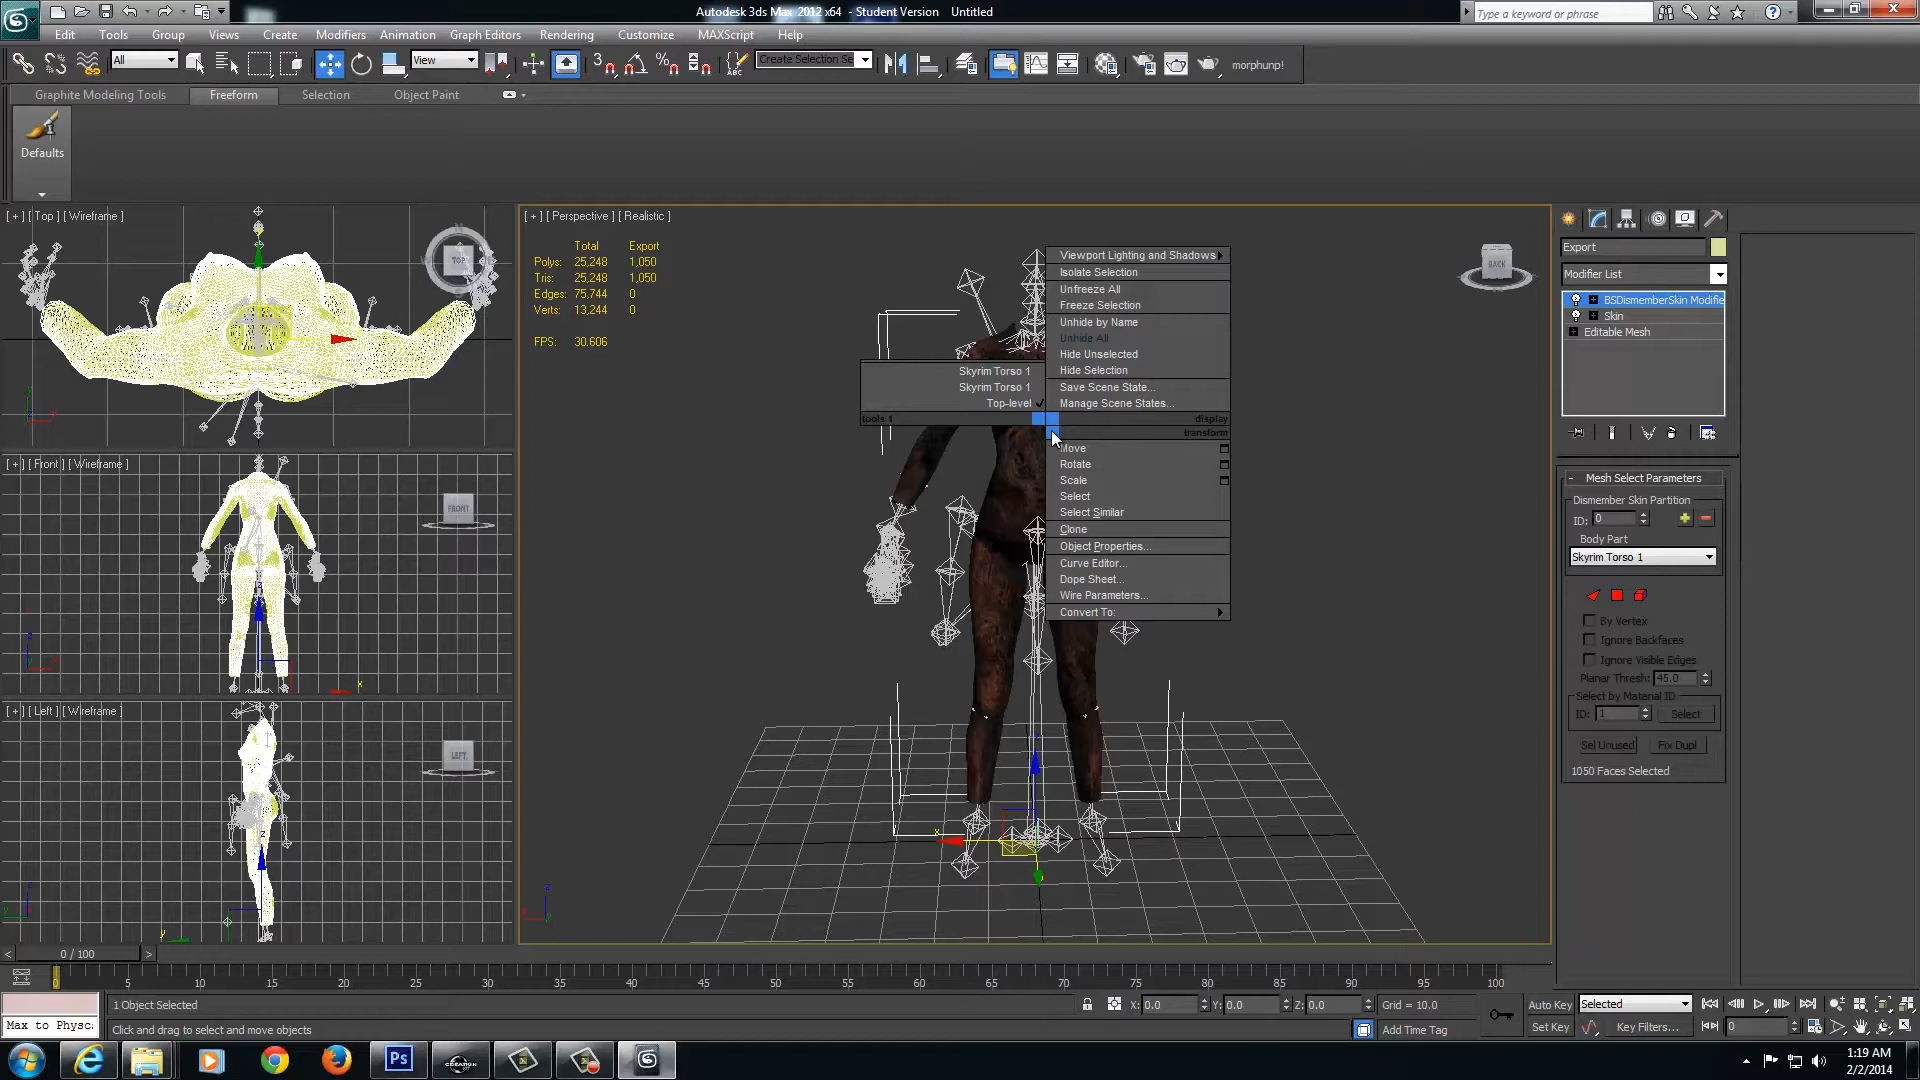 Autodesk 3ds Max 2012 x64 - Student Version Untitled
Type a keyword or phrase
Edit Tools Group Views Create Modifiers Animation Graph Editors Rendering Customize MAXScript Help
All View Create Selection Se morphunp!
Graphite Modeling Tools Freeform Selection Object Paint
Defaults
[ + ] [ Top ] [ Wireframe ]
TOP
[ + ] [ Front ] [ Wireframe ]
FRONT
[ + ] [ Left ] [ Wireframe ]
LEFT
[ + ] [ Perspective ] [ Realistic ]
Total Export
Polys: 25,248 1,050
Tris: 25,248 1,050
Edges: 75,744 0
Verts: 13,244 0
FPS: 30.606
BACK
Viewport Lighting and Shadows
Isolate Selection
Unfreeze All
Freeze Selection
Unhide by Name
Unhide All
Hide Unselected
Hide Selection
Save Scene State...
Manage Scene States...
display
Skyrim Torso 1
Skyrim Torso 1
Top-level
tools 1
transform
Move
Rotate
Scale
Select
Select Similar
Clone
Object Properties...
Curve Editor...
Dope Sheet...
Wire Parameters...
Convert To:
Export
Modifier List
BSDismemberSkin Modifie
Skin
Editable Mesh
Mesh Select Parameters
Dismember Skin Partition
ID: 0
Body Part
Skyrim Torso 1
By Vertex
Ignore Backfaces
Ignore Visible Edges
Planar Thresh: 45.0
Select by Material ID
ID: 1 Select
Sel Unused Fix Dupl
1050 Faces Selected
0 / 100
0 5 10 15 20 25 30 35 40 45 50 55 60 65 70 75 80 85 90 95 100
1 Object Selected X: 0.0 Y: 0.0 Z: 0.0 Grid = 10.0 Auto Key Selected
Max to Physc:
Click and drag to select and move objects Add Time Tag Set Key Key Filters... 0
Ps
CREATION
1:19 AM
2/2/2014